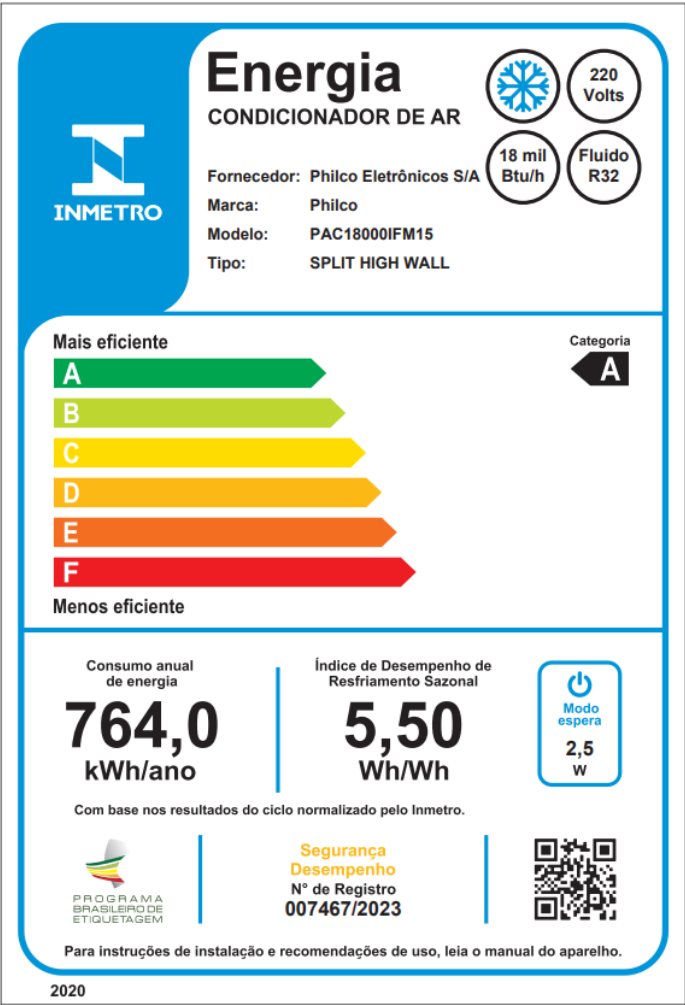 INMETRO
Energia
CONDICIONADOR DE AR
220
Volts
18 mil
Btu/h
Fluido
R32
Fornecedor: Philco Eletrônicos S/A
Marca: Philco
Modelo: PAC18000IFM15
Tipo: SPLIT HIGH WALL
Mais eficiente
Categoria
A
A
B
C
D
E
F
Menos eficiente
Consumo anual
de energia
764,0
kWh/ano
Índice de Desempenho de
Resfriamento Sazonal
5,50
Wh/Wh
Modo
espera
2,5
W
Com base nos resultados do ciclo normalizado pelo Inmetro.
PROGRAMA
BRASILEIRO DE
ETIQUETAGEM
Segurança
Desempenho
N° de Registro
007467/2023
Para instruções de instalação e recomendações de uso, leia o manual do aparelho.
2020